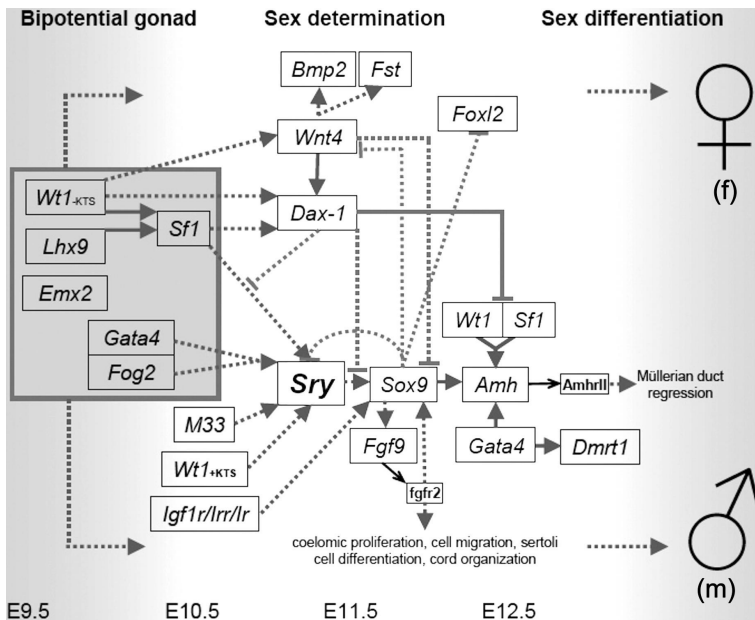 Bipotential gonad
Sex determination
Sex differentiation
Bmp2
Fst
Foxl2
Wnt4
(f)
Wt1-KTS
Dax-1
Sf1
Lhx9
Emx2
Wt1
Sf1
Gata4
Fog2
Sry
Sox9
Amh
AmhrII
Müllerian duct
regression
M33
Fgf9
Gata4
Dmrt1
Wt1+KTS
fgfr2
Igf1r/Irr/Ir
coelomic proliferation, cell migration, sertoli
cell differentiation, cord organization
(m)
E9.5
E10.5
E11.5
E12.5